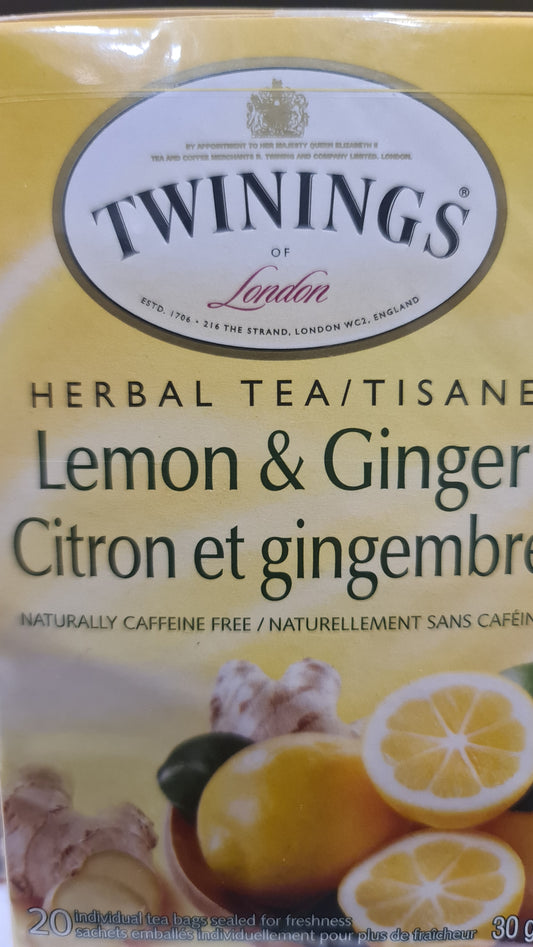 BY APPOINTMENT TO HER MAJESTY QUEEN ELIZABETH II
TEA AND COFFEE MERCHANTS R. TWINING AND COMPANY LIMITED, LONDON.
TWININGS®
OF
London
ESTD. 1706 • 216 THE STRAND, LONDON WC2, ENGLAND
HERBAL TEA/TISANE
Lemon & Ginger
Citron et gingembre
NATURALLY CAFFEINE FREE / NATURELLEMENT SANS CAFÉIN
20 individual tea bags sealed for freshness
sachets emballés individuellement pour plus de fraîcheur 30 g